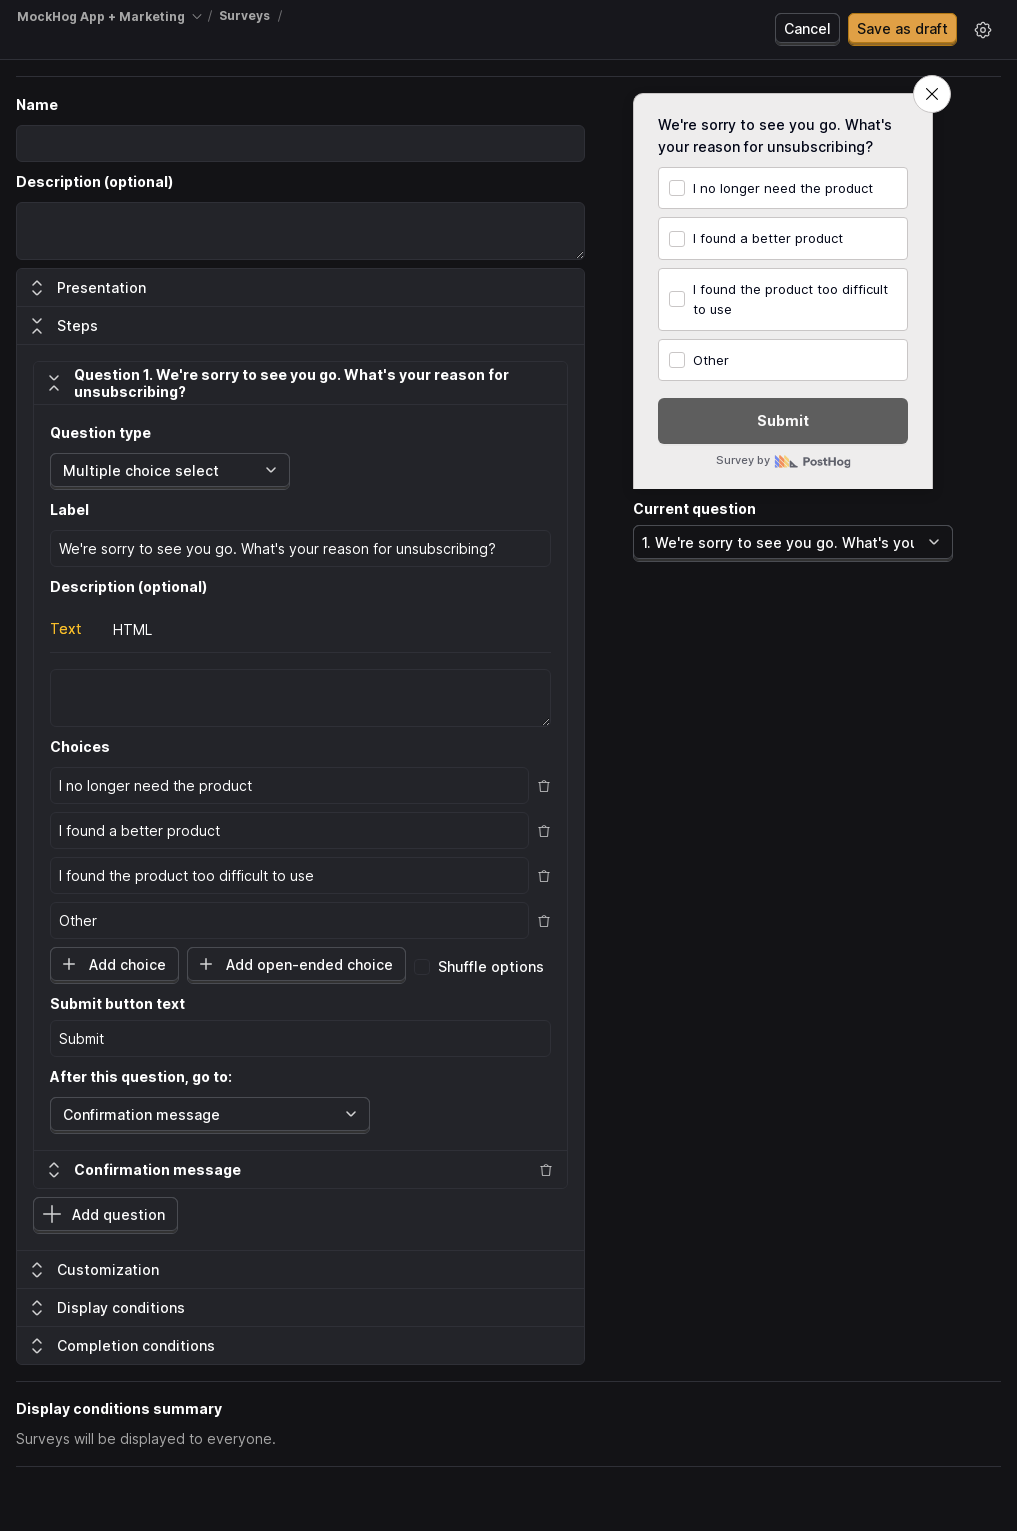 MockHog App + Marketing / Surveys /
Cancel
Save as draft
Name
Description (optional)
Presentation
Steps
Question 1. We're sorry to see you go. What's your reason for
unsubscribing?
Question type
Multiple choice select
Label
We're sorry to see you go. What's your reason for unsubscribing?
Description (optional)
Text
HTML
Choices
I no longer need the product
I found a better product
I found the product too difficult to use
Other
Add choice
Add open-ended choice
Shuffle options
Submit button text
Submit
After this question, go to:
Confirmation message
Confirmation message
Add question
Customization
Display conditions
Completion conditions
We're sorry to see you go. What's
your reason for unsubscribing?
I no longer need the product
I found a better product
I found the product too difficult
to use
Other
Submit
Survey by PostHog
Current question
1. We're sorry to see you go. What's you
Display conditions summary
Surveys will be displayed to everyone.